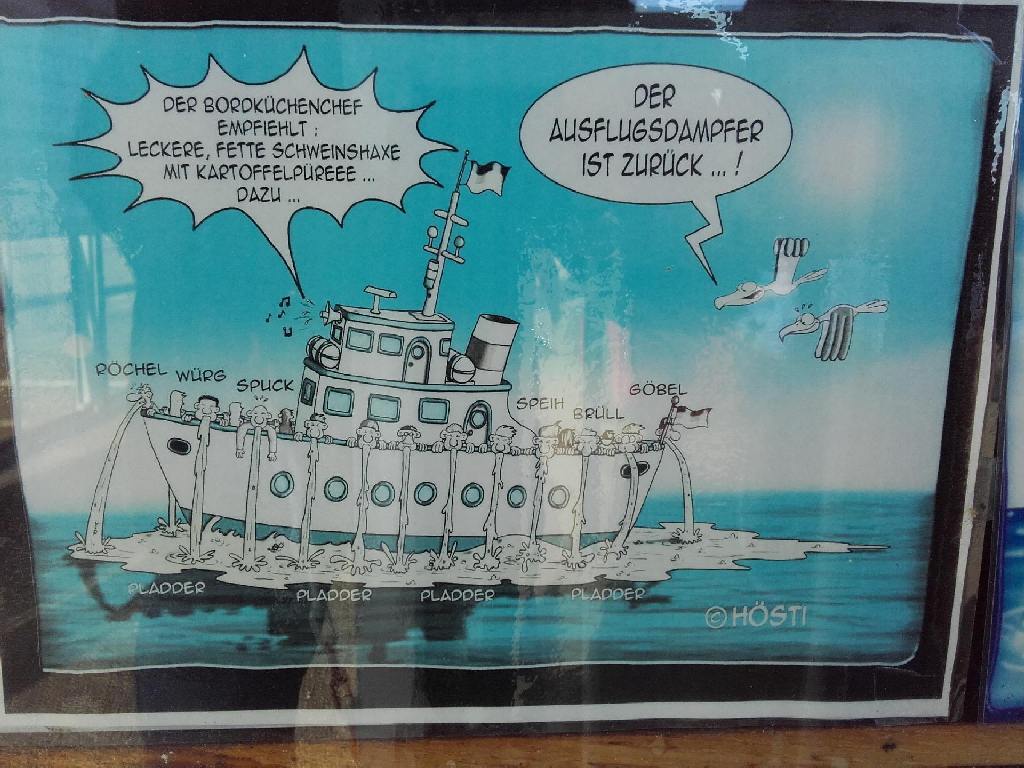 DER BORDKÜCHENCHEF
EMPFIEHLT :
LECKERE, FETTE SCHWEINSHAXE
MIT KARTOFFELPÜREEE ...
DAZU ...
DER
AUSFLUGSDAMPFER
IST ZURÜCK ... !
RÖCHEL
WÜRG
SPUCK
SPEIH
BRÜLL
GÖBEL
PLADDER
PLADDER
PLADDER
PLADDER
© HÖSTI